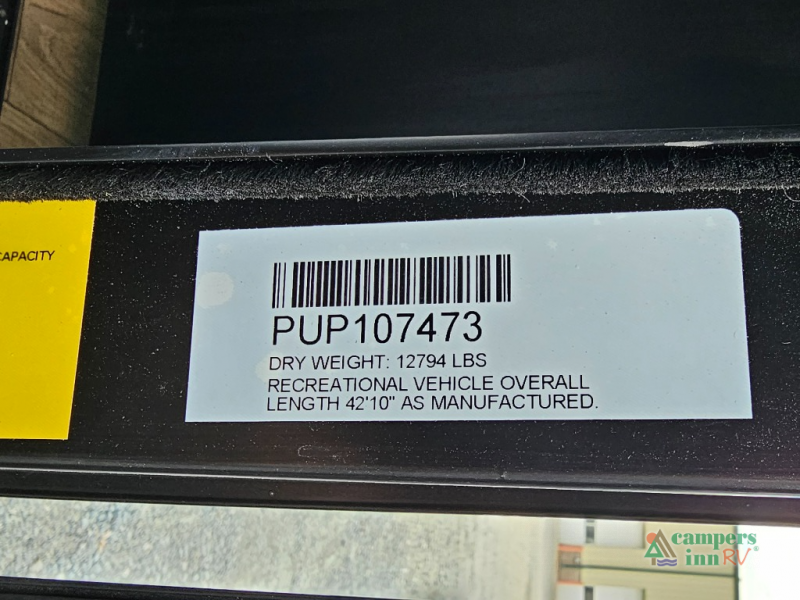 CAPACITY
PUP107473
DRY WEIGHT: 12794 LBS
RECREATIONAL VEHICLE OVERALL
LENGTH 42'10" AS MANUFACTURED.
campers
inn RV®